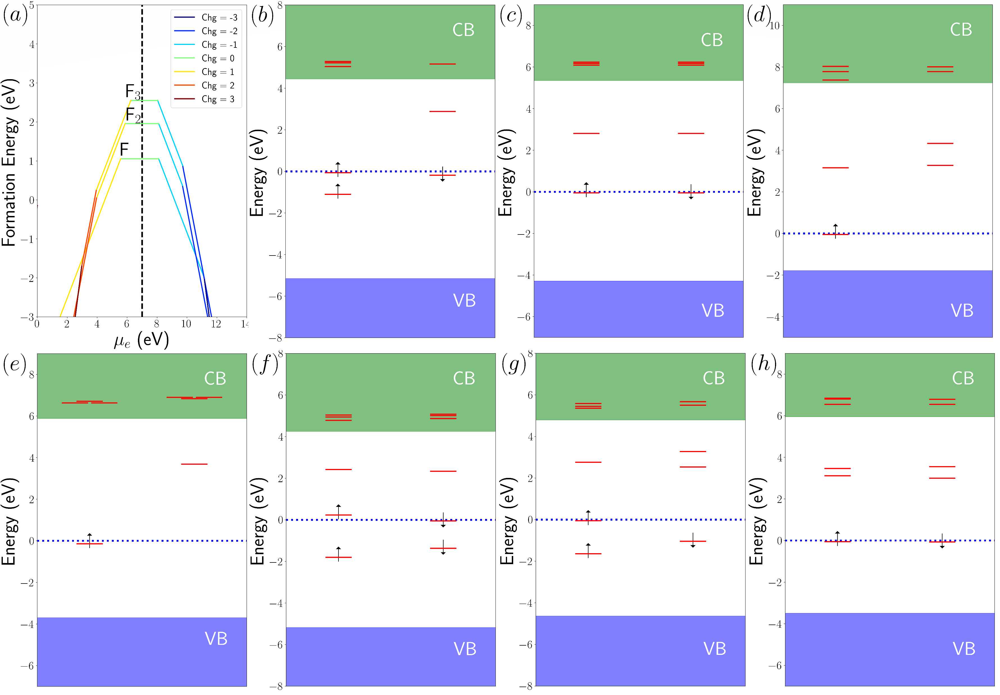 (a)
5
4
3
2
1
0
−1
−2
−3
0 2 4 6 8 10 12 14
Formation Energy (eV)
μe (eV)
Chg = -3
Chg = -2
Chg = -1
Chg = 0
Chg = 1
Chg = 2
Chg = 3
F3
F2
F
(b)
8
6
4
2
0
−2
−4
−6
−8
Energy (eV)
CB
VB
(c)
8
6
4
2
0
−2
−4
−6
Energy (eV)
CB
VB
(d)
10
8
6
4
2
0
−2
−4
Energy (eV)
CB
VB
(e)
8
6
4
2
0
−2
−4
−6
Energy (eV)
CB
VB
(f)
8
6
4
2
0
−2
−4
−6
−8
Energy (eV)
CB
VB
(g)
8
6
4
2
0
−2
−4
−6
−8
Energy (eV)
CB
VB
(h)
8
6
4
2
0
−2
−4
−6
Energy (eV)
CB
VB